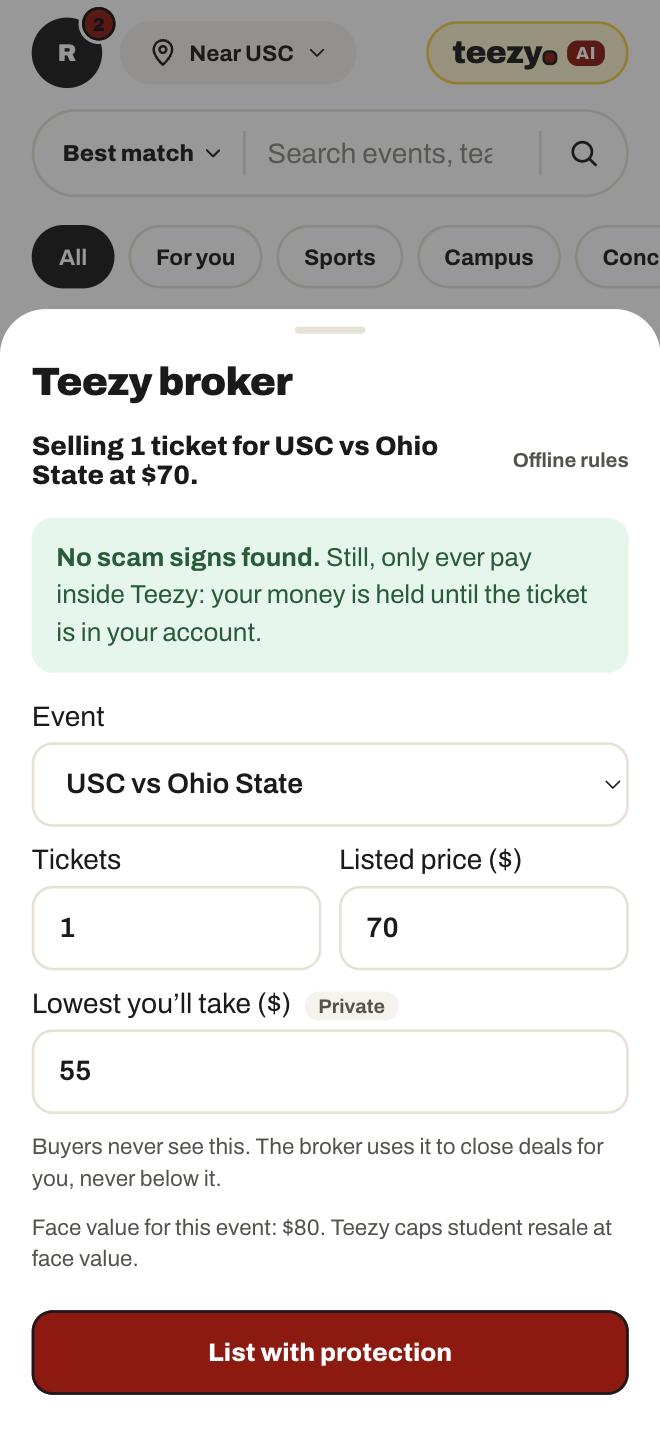 R
2
Near USC
teezy
AI
Best match
Search events, tea
All
For you
Sports
Campus
Conc
Teezy broker
Selling 1 ticket for USC vs Ohio
State at $70.
Offline rules
No scam signs found. Still, only ever pay
inside Teezy: your money is held until the ticket
is in your account.
Event
USC vs Ohio State
Tickets
Listed price ($)
1
70
Lowest you’ll take ($)
Private
55
Buyers never see this. The broker uses it to close deals for
you, never below it.
Face value for this event: $80. Teezy caps student resale at
face value.
List with protection